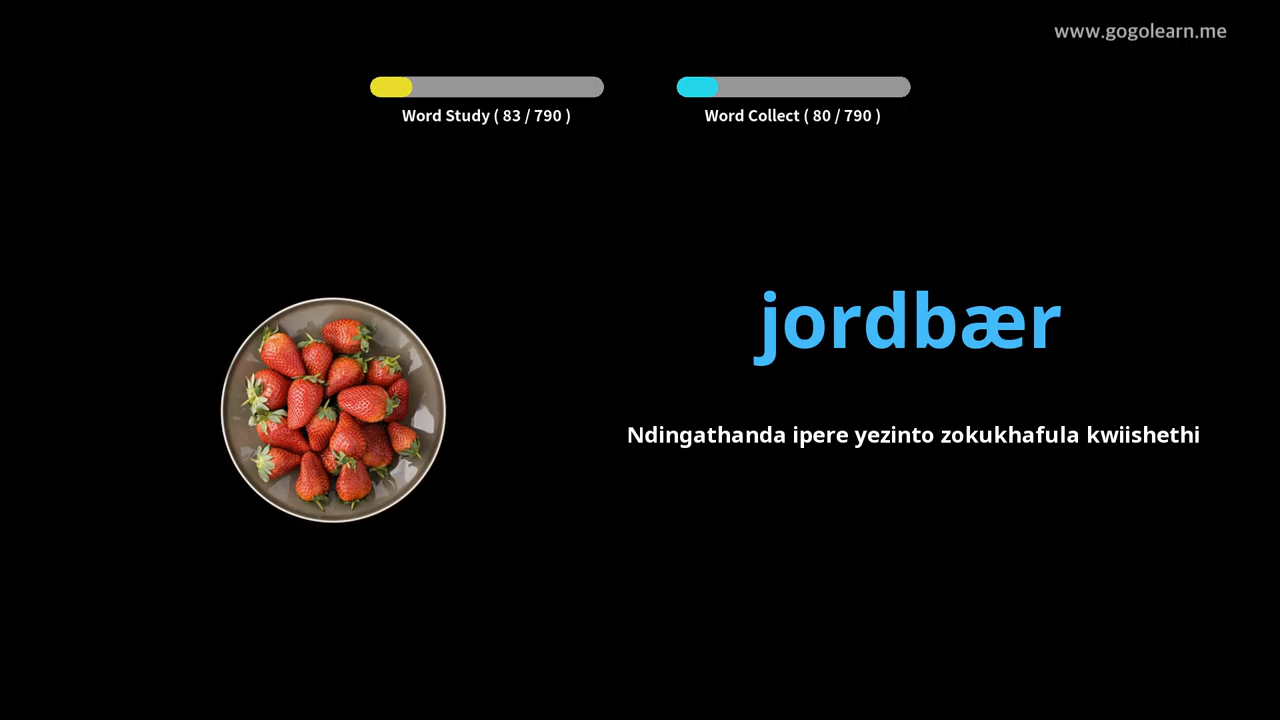 www.gogolearn.me
Word Study ( 83 / 790 )
Word Collect ( 80 / 790 )
jordbær
Ndingathanda ipere yezinto zokukhafula kwiishethi